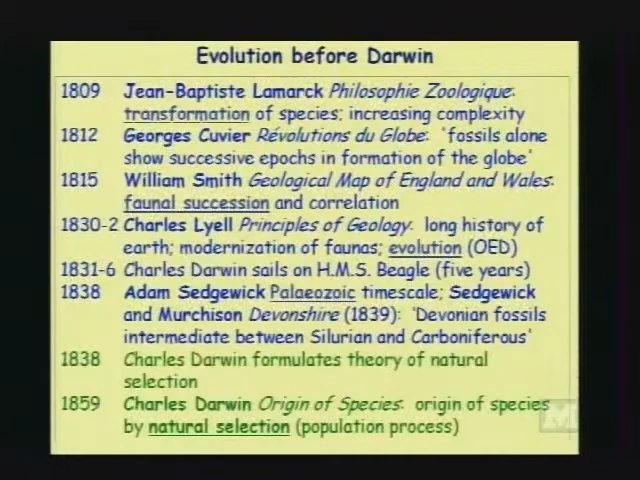 Evolution before Darwin
1809 Jean-Baptiste Lamarck Philosophie Zoologique:
transformation of species; increasing complexity
1812 Georges Cuvier Révolutions du Globe: 'fossils alone
show successive epochs in formation of the globe'
1815 William Smith Geological Map of England and Wales:
faunal succession and correlation
1830-2 Charles Lyell Principles of Geology: long history of
earth; modernization of faunas; evolution (OED)
1831-6 Charles Darwin sails on H.M.S. Beagle (five years)
1838 Adam Sedgewick Palaeozoic timescale; Sedgewick
and Murchison Devonshire (1839): 'Devonian fossils
intermediate between Silurian and Carboniferous'
1838 Charles Darwin formulates theory of natural
selection
1859 Charles Darwin Origin of Species: origin of species
by natural selection (population process)
M